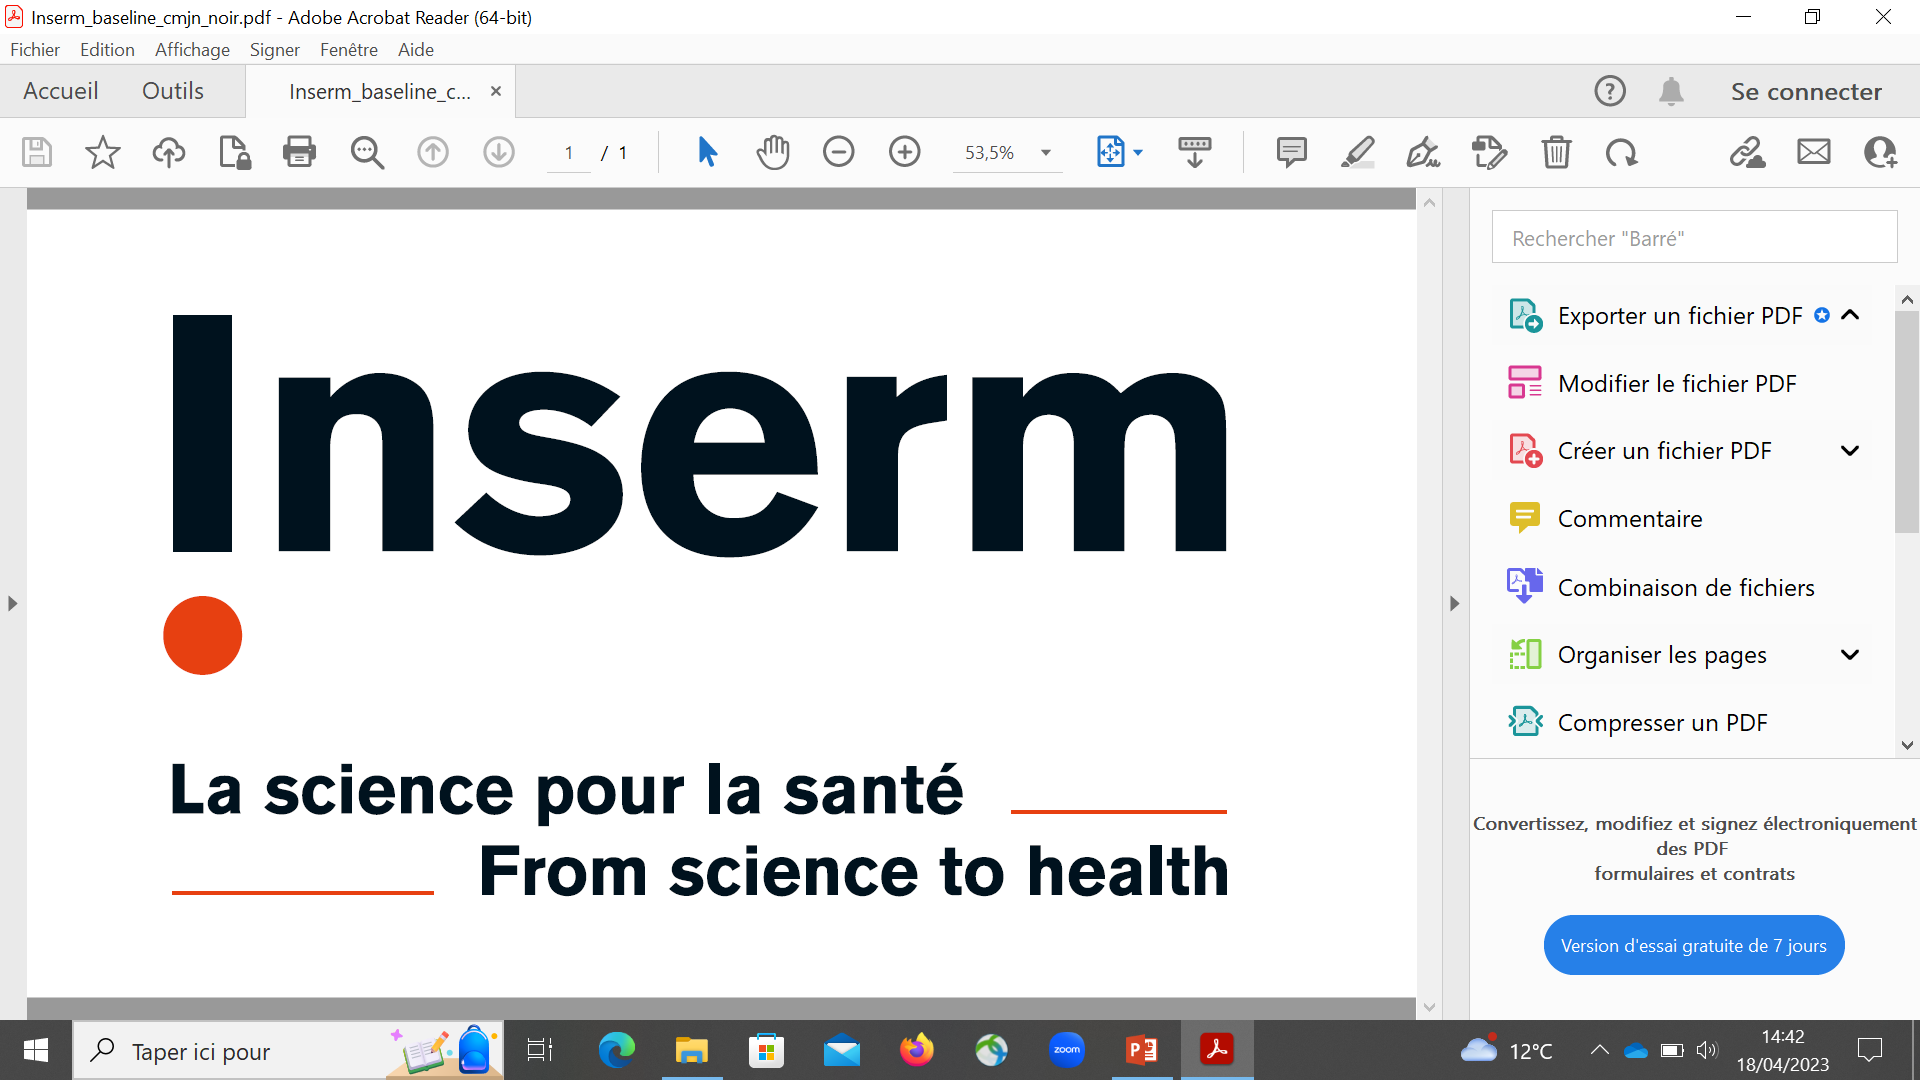 Inserm_baseline_cmjn_noir.pdf - Adobe Acrobat Reader (64-bit)
Fichier Edition Affichage Signer Fenêtre Aide
Accueil Outils Inserm_baseline_c... × Se connecter
1 / 1 53,5%
Rechercher "Barré"
Exporter un fichier PDF
Modifier le fichier PDF
Créer un fichier PDF
Commentaire
Combinaison de fichiers
Organiser les pages
Compresser un PDF
Convertissez, modifiez et signez électroniquement
des PDF
formulaires et contrats
Version d'essai gratuite de 7 jours
Inserm
La science pour la santé
From science to health
Taper ici pour
zoom
12°C
14:42
18/04/2023